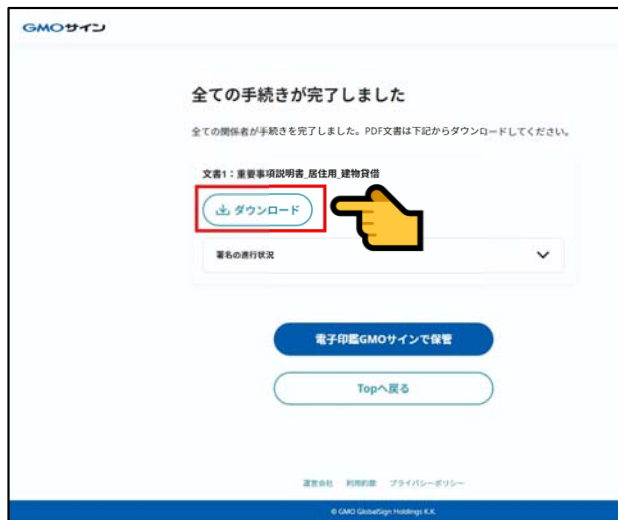 GMOサイン
全ての手続きが完了しました
全ての関係者が手続きを完了しました。PDF文書は下記からダウンロードしてください。
文書1：重要事項説明書_居住用_建物貸借
ダウンロード
署名の進行状況
電子印鑑GMOサインで保管
Topへ戻る
運営会社 利用約款 プライバシーポリシー
© GMO GlobalSign Holdings K.K.